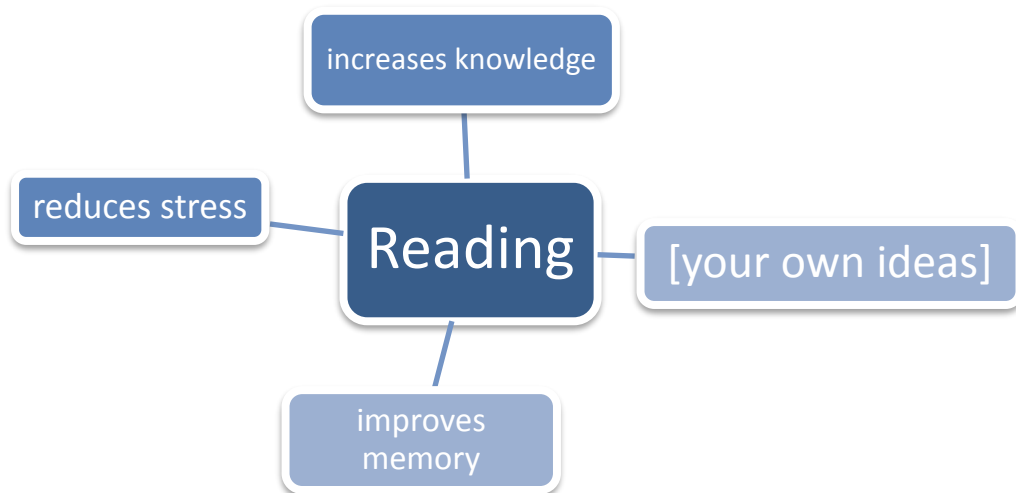 increases knowledge
reduces stress
Reading
[your own ideas]
improves
memory